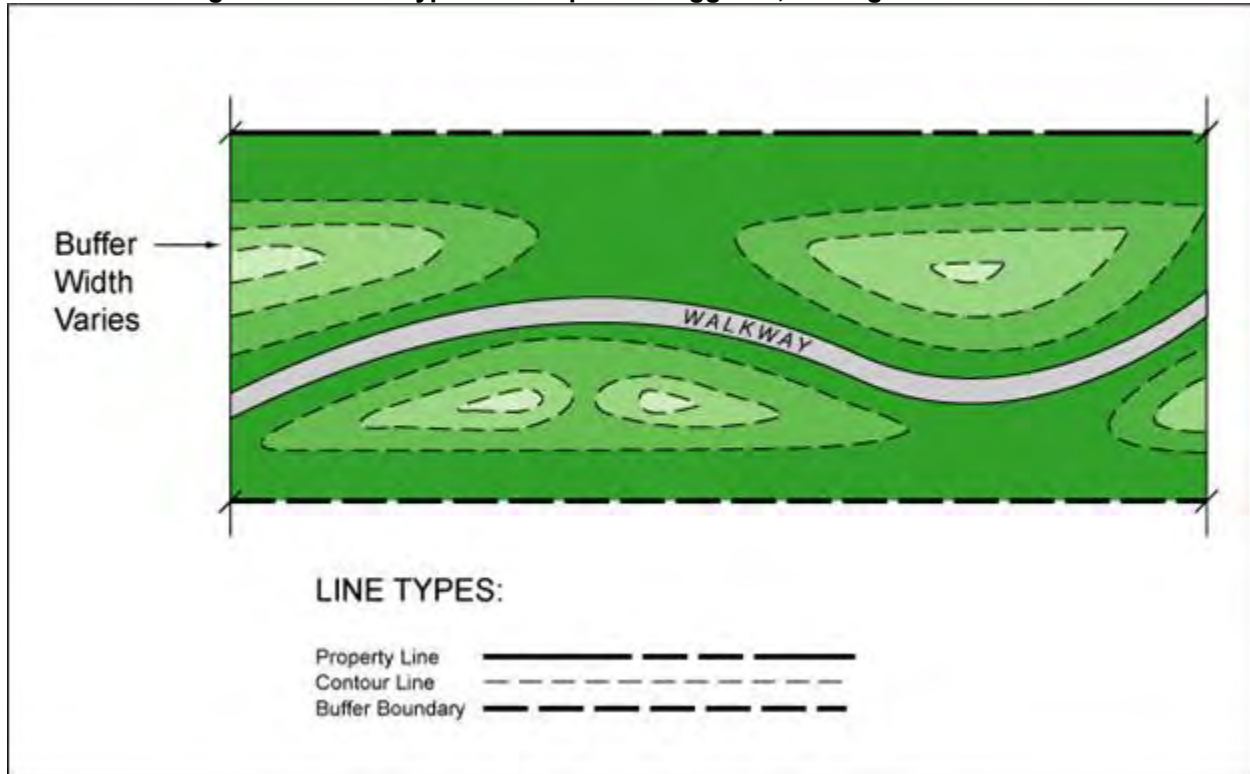 Buffer
Width
Varies
WALKWAY
LINE TYPES:
Property Line
Contour Line
Buffer Boundary